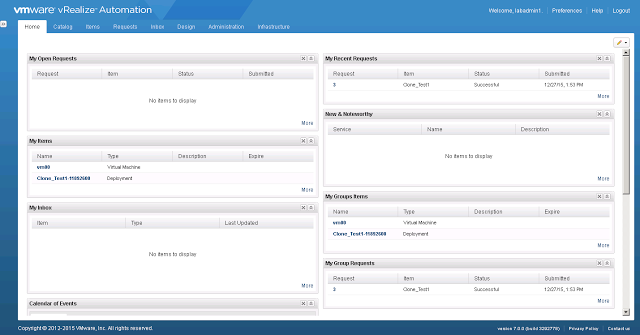 vmware vRealize Automation
Welcome, labadmin1. Preferences Help Logout
Home Catalog Items Requests Inbox Design Administration Infrastructure
My Open Requests
Request Item Status Submitted
No items to display
More
My Items
Name Type Description Expire
Virtual Machine
Clone_Test1-11892608 Deployment
More
My Inbox
Item Type Last Updated
No items to display
More
Calendar of Events
My Recent Requests
Request Item Status Submitted
3 Clone_Test1 Successful 12/27/15, 1:53 PM
More
New & Noteworthy
Service Name Description
No items to display
More
My Groups Items
Name Type Description Expire
Virtual Machine
Clone_Test1-11892608 Deployment
More
My Group Requests
Request Item Status Submitted
3 Clone_Test1 Successful 12/27/15, 1:53 PM
More
Copyright © 2012-2015 VMware, Inc. All rights reserved.
version 7.0.0 (build 3292778) Privacy Policy Contact us